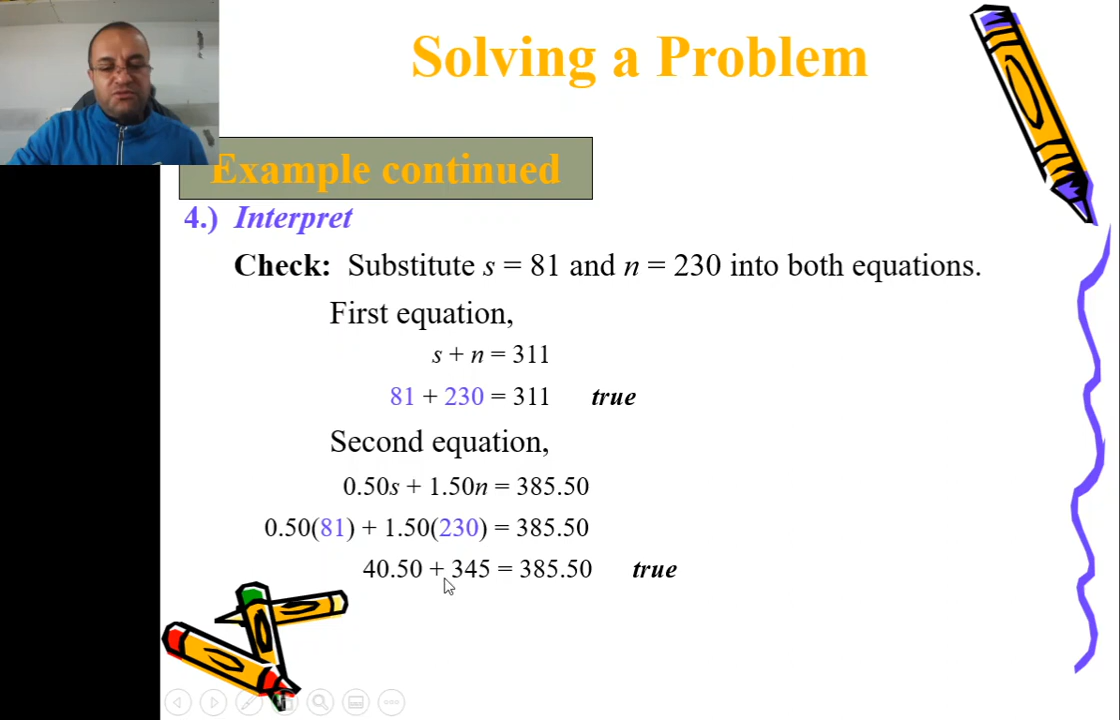 Solving a Problem
Example continued
4.) Interpret
Check: Substitute s = 81 and n = 230 into both equations.
First equation,
s + n = 311
81 + 230 = 311 true
Second equation,
0.50s + 1.50n = 385.50
0.50(81) + 1.50(230) = 385.50
40.50 + 345 = 385.50 true